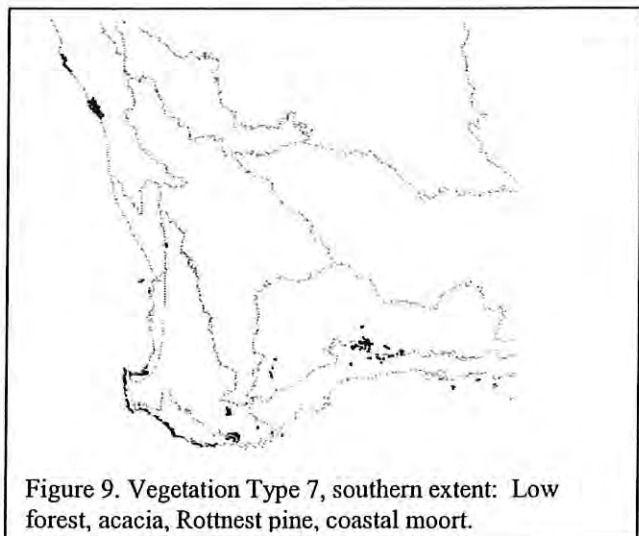 Figure 9. Vegetation Type 7, southern extent: Low
forest, acacia, Rottnest pine, coastal moort.